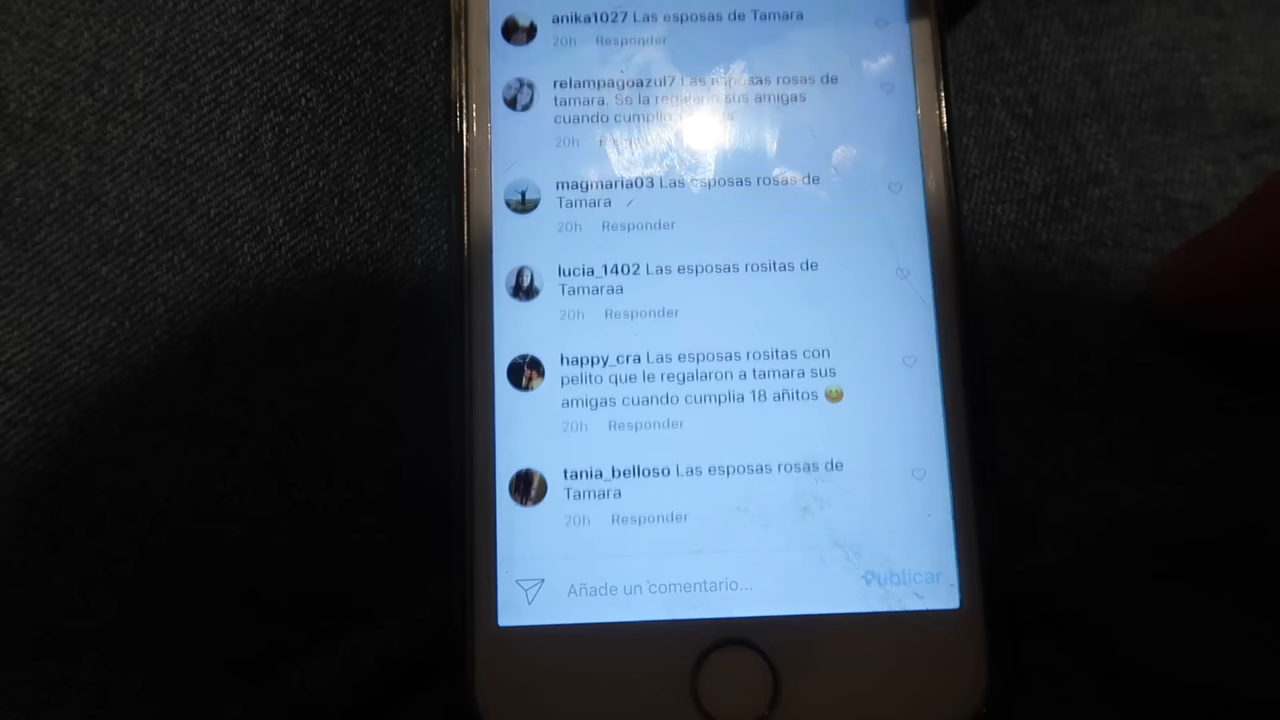 anika1027 Las esposas de Tamara
20h Responder
relampagoazul7 Las esposas rosas de
tamara. Se la regalaron sus amigas
cuando cumplio
20h
magmaria03 Las esposas rosas de
Tamara
20h Responder
lucia_1402 Las esposas rositas de
Tamaraa
20h Responder
happy_cra Las esposas rositas con
pelito que le regalaron a tamara sus
amigas cuando cumplia 18 añitos 😄
20h Responder
tania_belloso Las esposas rosas de
Tamara
20h Responder
Añade un comentario... Publicar